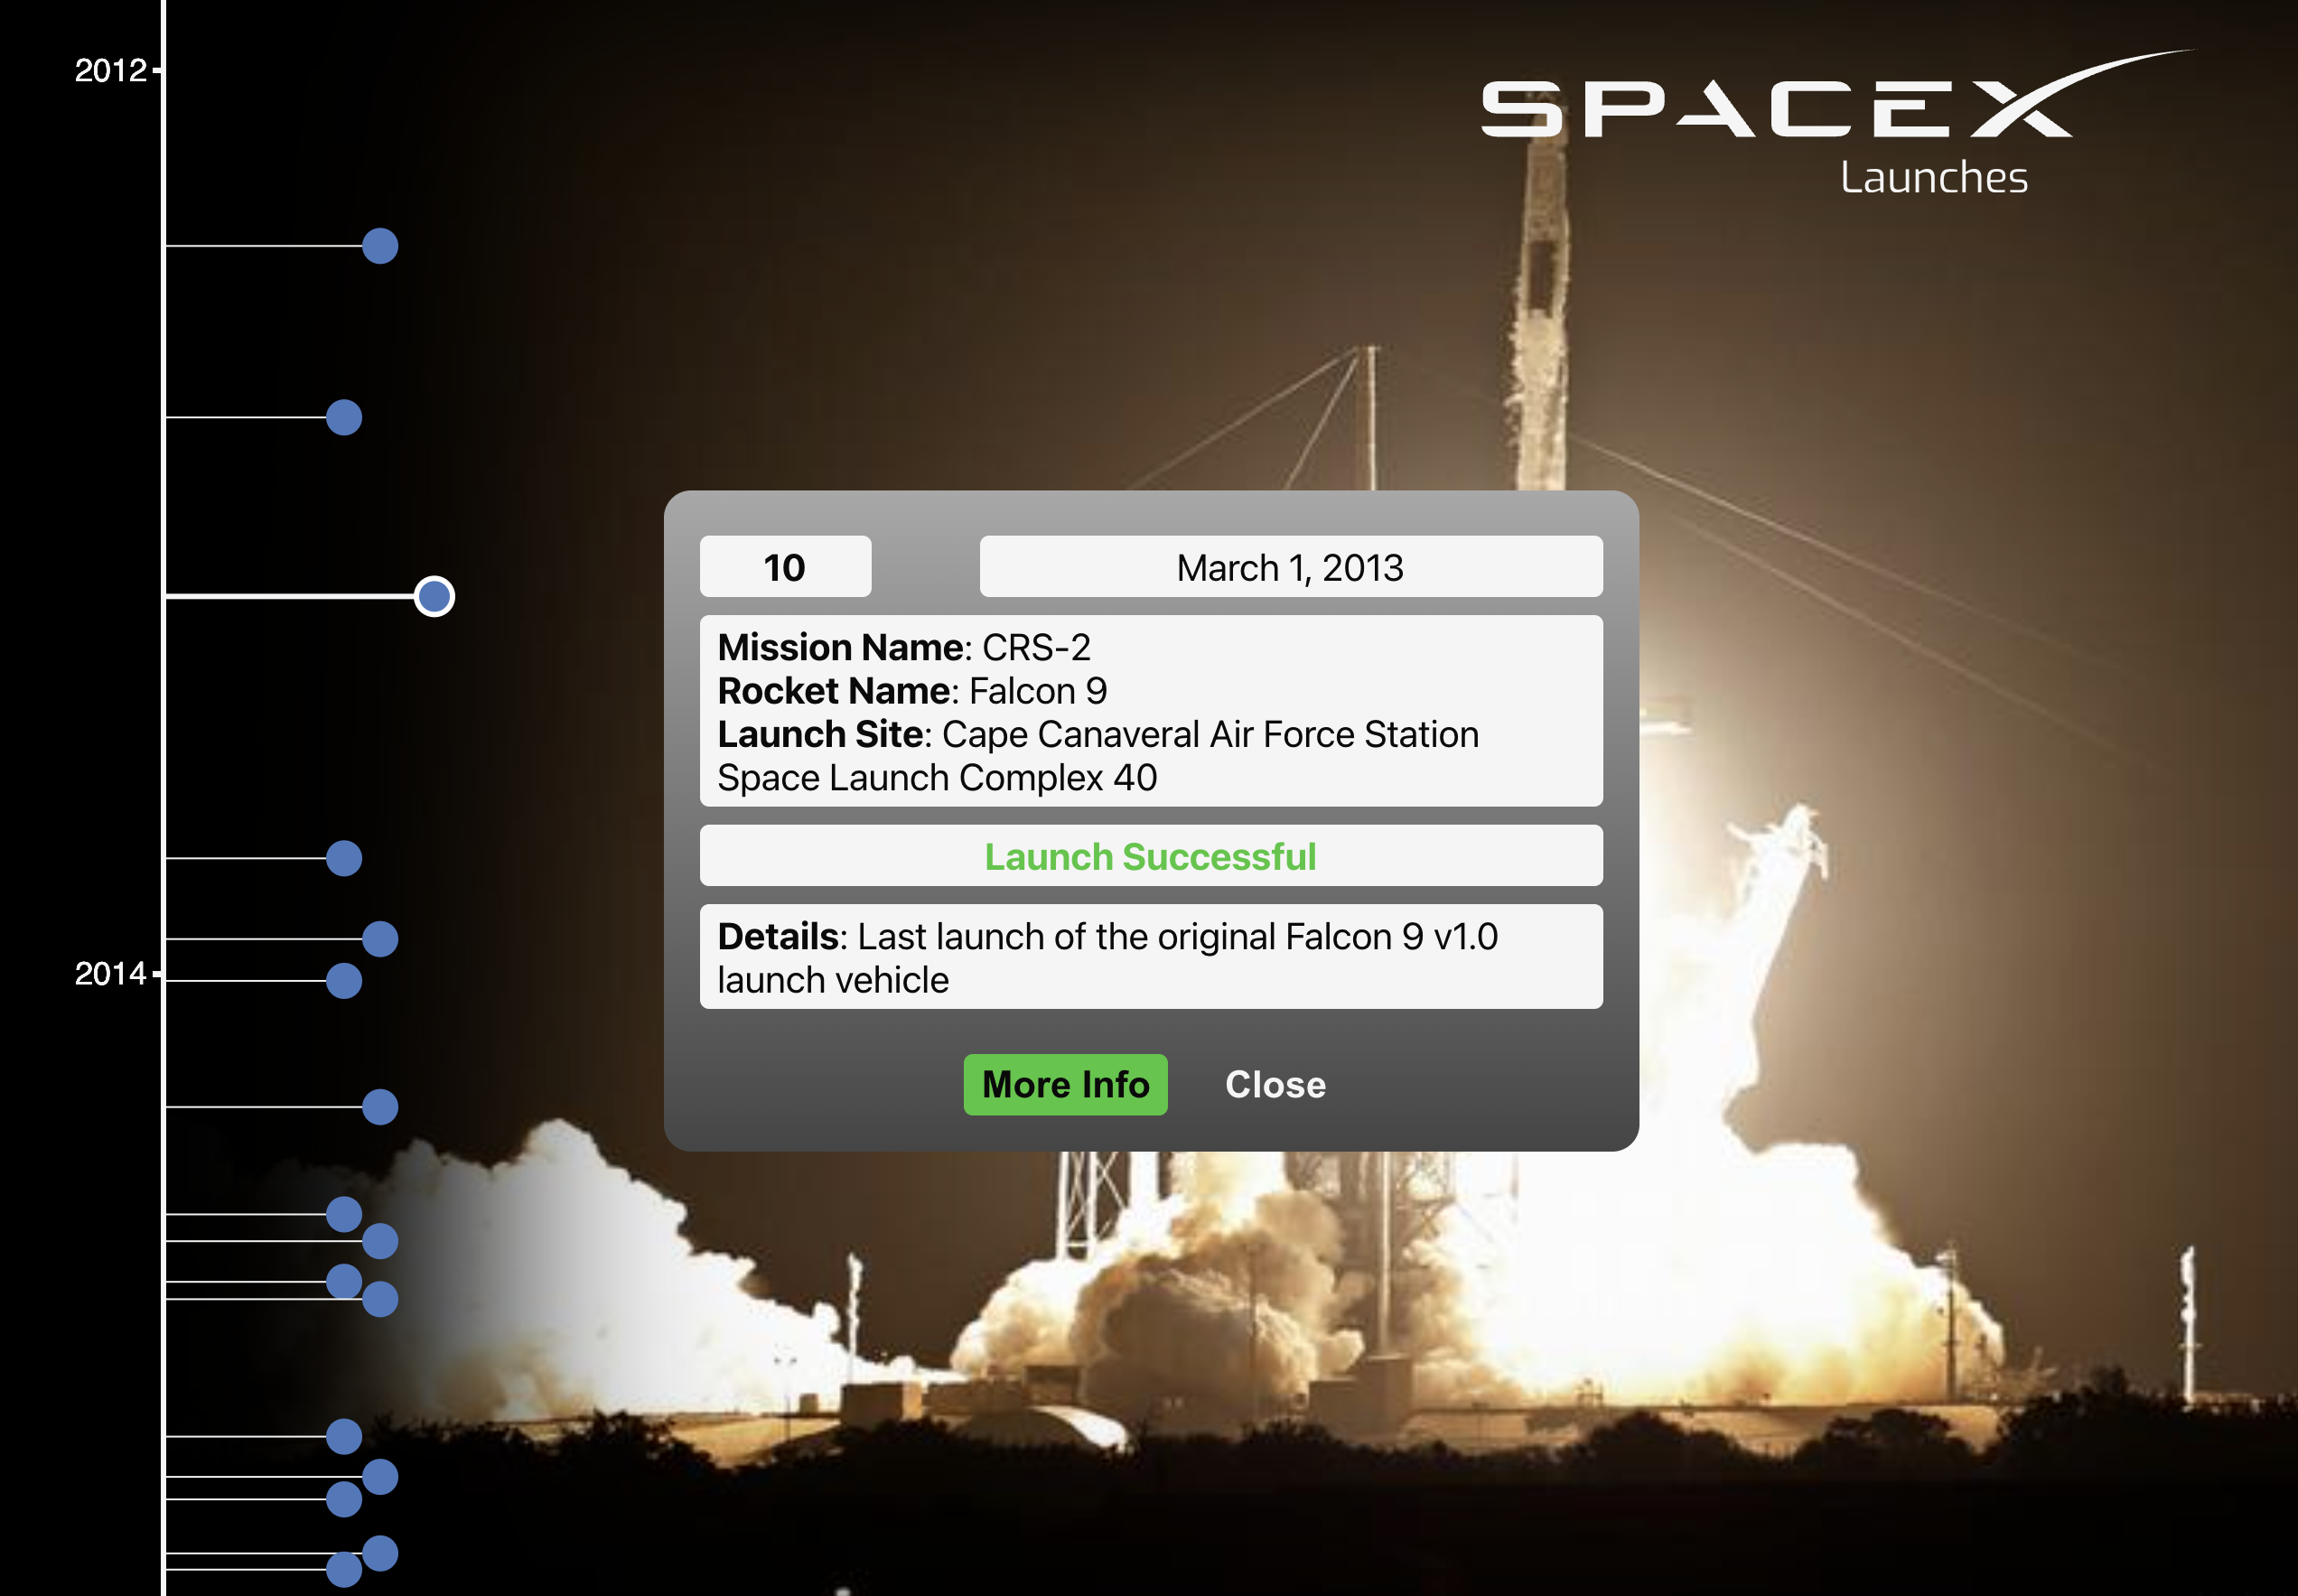 2012
SPACEX
Launches
10
March 1, 2013
Mission Name: CRS-2
Rocket Name: Falcon 9
Launch Site: Cape Canaveral Air Force Station
Space Launch Complex 40
Launch Successful
Details: Last launch of the original Falcon 9 v1.0
launch vehicle
2014
More Info
Close